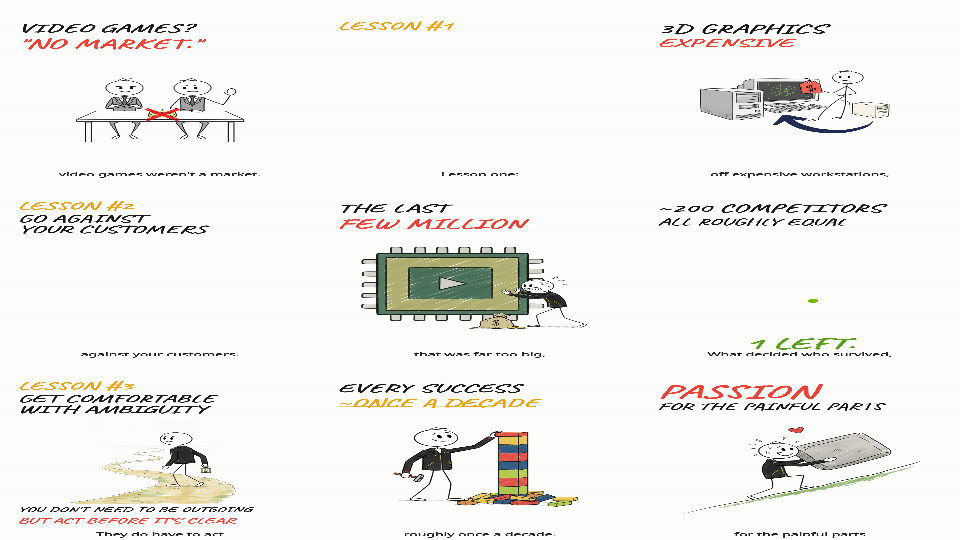 VIDEO GAMES?
"NO MARKET."
video games weren't a market.
LESSON #1
Lesson one:
3D GRAPHICS
EXPENSIVE
off expensive workstations,
LESSON #2
GO AGAINST
YOUR CUSTOMERS
against your customers.
THE LAST
FEW MILLION
that was far too big,
~200 COMPETITORS
ALL ROUGHLY EQUAL
1 LEFT.
What decided who survived,
LESSON #3
GET COMFORTABLE
WITH AMBIGUITY
YOU DON'T NEED TO BE OUTGOING
BUT ACT BEFORE IT'S CLEAR
They do have to act
EVERY SUCCESS
~ONCE A DECADE
roughly once a decade.
PASSION
FOR THE PAINFUL PARTS
for the painful parts